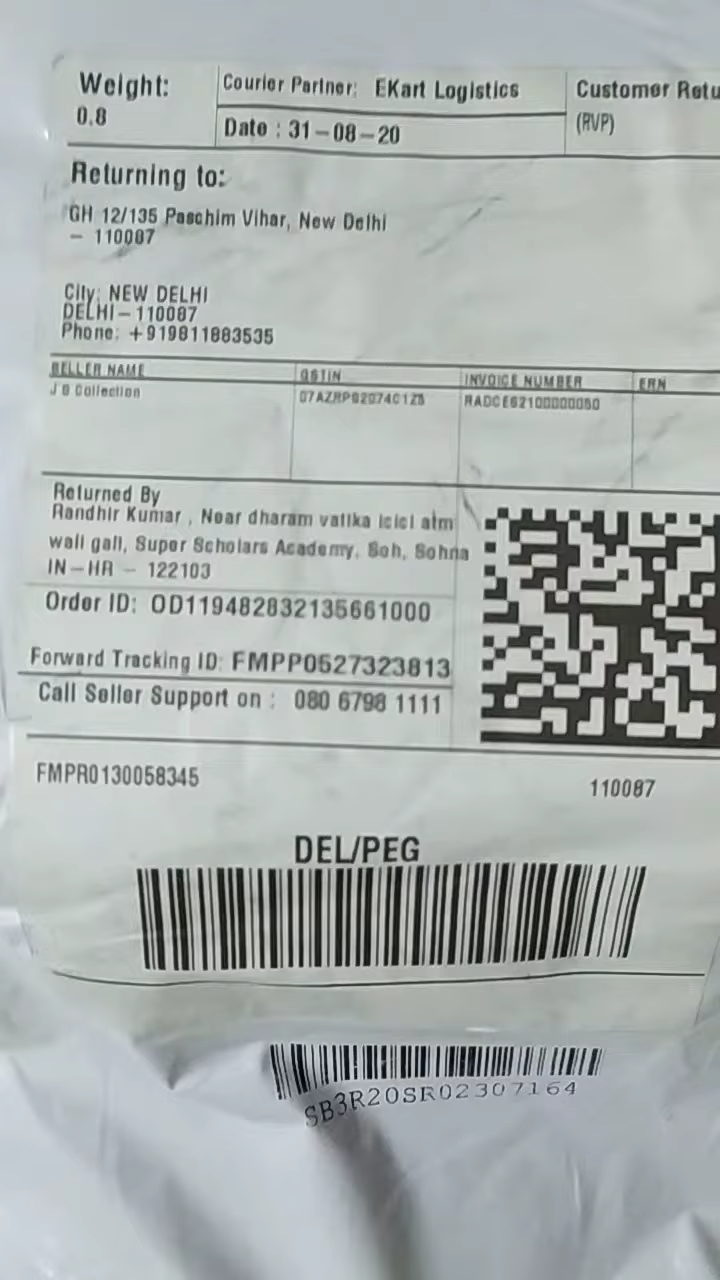 Weight:
0.8
Courier Partner: EKart Logistics
Date : 31-08-20
Customer Retu
(RVP)
Returning to:
GH 12/135 Paschim Vihar, New Delhi
- 110087
City: NEW DELHI
DELHI-110087
Phone: +919811883535
SELLER NAME
GSTIN
INVOICE NUMBER
ERN
Collection
Returned By
Randhir Kumar , Near dharam vatika icici atm
wali gali, Super Scholars Academy, Soh, Sohna
IN-HR - 122103
Order ID: OD119482832135661000
Forward Tracking ID: FMPP0527323813
Call Seller Support on : 080 6798 1111
FMPR0130058345
110087
DEL/PEG
SB3R20SR02307164